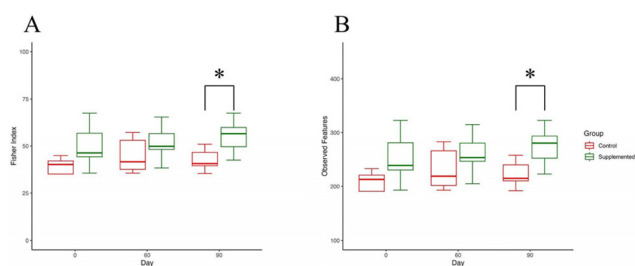 A
B
100
75
50
25
0
Fisher Index
*
0
60
90
Day
400
300
200
100
Observed Features
*
0
60
90
Day
Group
Control
Supplemented